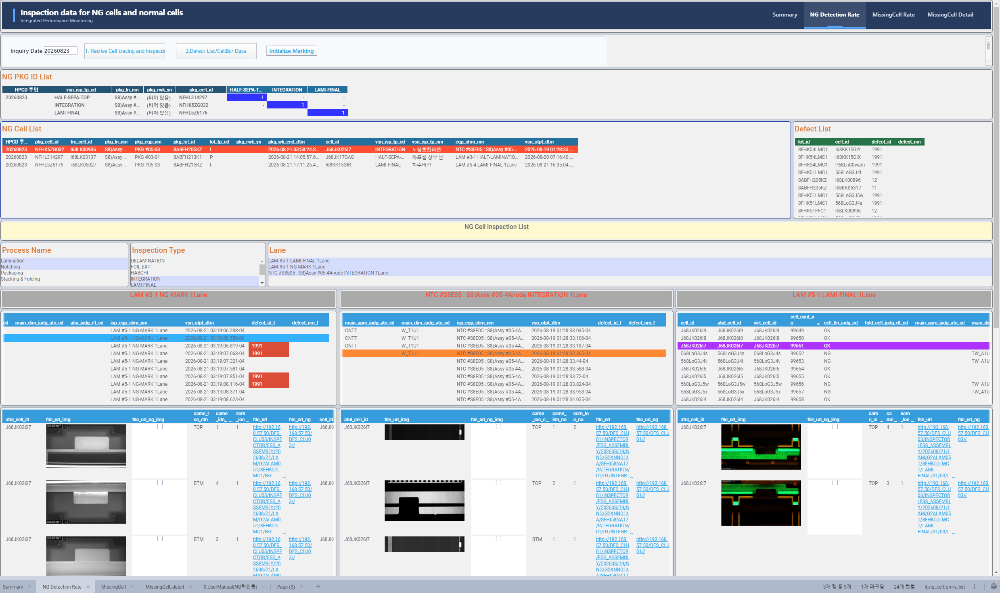 Inspection data for NG cells and normal cells
Integrated Performance Monitoring
Summary NG Detection Rate MissingCell Rate MissingCell Detail
Inquiry Date 20260823 1. Retrive Cell tracing and Inspecti 2.Defect List/CellBcr Data Initialize Marking
NG PKG ID List
HPCD 투입 vsn_isp_tp_cd pkg_ln_nm pkg_rwk_yn pkg_cell_id HALF-SEPA-T... INTEGRATION LAMI-FINAL
20260823 HALF-SEPA-TOP S8)Assy #... (비어 있음) NFHL314297 1 - -
INTEGRATION S8)Assy #... (비어 있음) NFHK5ZG032 - 1 -
LAMI-FINAL S8)Assy #... (비어 있음) NFHL5Z6176 - - 1
NG Cell List
HPCD 투... pkg_cell_id trc_cell_id pkg_ln_nm pkg_eqp_nm pkg_lot_id lot_tp_cd pkg_rwk_yn pkg_wk_end_dtm cell_id vsn_isp_tp_cd vsn_isp_tp_nm eqp_shrn_nm vsn_otpt_dtm
20260823 NFHK5ZG032 I68LK00906 S8)Assy ... PKG #05-03 8ABFH205KZ I 2026-08-21 03:58:24.8... J68JK026I7 INTEGRATION 노칭통합비전 NTC #S8E05 : S8)Assy #05-... 2026-08-19 01:28:33....
20260823 NFHL314297 I68LK03137 S8)Assy ... PKG #03-01 8ABFH213K1 P 2026-08-21 14:05:57.6... J68JK17GAG HALF-SEPA-... 하프셀 상부 분... LAM #3-1 HALF-LAMINATIO... 2026-08-20 07:16:40....
20260823 NFHL5Z6176 r68LK05027 S8)Assy ... PKG #05-03 8ABFH215KZ I 2026-08-21 17:11:25.4... I68KK15GIR LAMI-FINAL 치수비전 LAM #5-4 LAMI-FINAL 1Lane 2026-08-21 16:35:04....
Defect List
lot_id cell_id defect_id defect_nm
8FHK54LMC1 I68KK15GIY 1991
8FHK54LMC1 I68KK15GIX 1991
8FHK54LMC1 P68LnC0wam 1991
8FHK51LMC1 568LoG3J4t 1991
8ABFH205KZ I68LK00896 12
8ABFH205KZ I68KK06317 11
8FHK51LMC1 568LoG3J5w 1991
8FHK51LMC1 568LoG3J4s 1991
8FHK51FFC1 I68LK00896 12
NG Cell Inspection List
Process Name
Lamination
Notching
Packaging
Stacking & Folding
Inspection Type
DELAMINATION
FOIL-EXP
HABCHI
INTEGRATION
LAMI-FINAL
Lane
LAM #5-1 LAMI-FINAL 1Lane
LAM #5-1 NG-MARK 1Lane
NTC #S8E05 : S8)Assy #05-4Anode INTEGRATION 1Lane
LAM #5-1 NG-MARK 1Lane
cd main_dim_judg_atc_cd alin_judg_rlt_cd isp_eqp_shrn_nm vsn_otpt_dtm defect_id_f defect_nm_f
LAM #5-1 NG-MARK 1Lane 2026-08-21 03:19:06.288-04
LAM #5-1 NG-MARK 1Lane 2026-08-21 03:19:06.556-04
LAM #5-1 NG-MARK 1Lane 2026-08-21 03:19:06.819-04 1991
LAM #5-1 NG-MARK 1Lane 2026-08-21 03:19:07.068-04 1991
LAM #5-1 NG-MARK 1Lane 2026-08-21 03:19:07.321-04
LAM #5-1 NG-MARK 1Lane 2026-08-21 03:19:07.581-04
LAM #5-1 NG-MARK 1Lane 2026-08-21 03:19:07.851-04 1991
LAM #5-1 NG-MARK 1Lane 2026-08-21 03:19:08.116-04 1991
LAM #5-1 NG-MARK 1Lane 2026-08-21 03:19:08.371-04
LAM #5-1 NG-MARK 1Lane 2026-08-21 03:19:08.623-04
NTC #S8E05 : S8)Assy #05-4Anode INTEGRATION 1Lane
main_aprc_judg_atc_cd main_dim_judg_atc_cd isp_eqp_shrn_nm vsn_otpt_dtm defect_id_f defect_nm_f
CNTT W_T1U1 NTC #S8E05 : S8)Assy #05-4A... 2026-08-19 01:28:33.045-04
CNTT W_T1U1 NTC #S8E05 : S8)Assy #05-4A... 2026-08-19 01:28:33.106-04
CNTT W_T1U1 NTC #S8E05 : S8)Assy #05-4A... 2026-08-19 01:28:33.187-04
W_T1U1 NTC #S8E05 : S8)Assy #05-4A... 2026-08-19 01:28:33.365-04
NTC #S8E05 : S8)Assy #05-4A... 2026-08-19 01:28:33.44-04
NTC #S8E05 : S8)Assy #05-4A... 2026-08-19 01:28:33.588-04
NTC #S8E05 : S8)Assy #05-4A... 2026-08-19 01:28:33.72-04
NTC #S8E05 : S8)Assy #05-4A... 2026-08-19 01:28:33.824-04
NTC #S8E05 : S8)Assy #05-4A... 2026-08-19 01:28:33.953-04
NTC #S8E05 : S8)Assy #05-4A... 2026-08-19 01:28:34.035-04
LAM #5-1 LAMI-FINAL 1Lane
cell_id atul_cell_id virt_cell_id cell_cunt_no cell_fin_judg_cd fold_cell_judg_rlt_cd main_aprc_judg_atc_cd main_dir
J68JK026I9 J68JK026I9 J68JK026I9 99649 OK
J68JK026I8 J68JK026I8 J68JK026I8 99650 OK
J68JK026I7 J68JK026I7 J68JK026I7 99651 OK
568LoG3J4s 568LoG3J4s 568LoG3J4s 99652 NG TW_A1U
568LoG3J4t 568LoG3J4t 568LoG3J4t 99653 NG TW_A1U
J68JK026I6 J68JK026I6 J68JK026I6 99654 OK
J68JK026I5 J68JK026I5 J68JK026I5 99655 OK
568LoG3J5w 568LoG3J5w 568LoG3J5w 99656 NG TW_A1U
568LoG3J5x 568LoG3J5x 568LoG3J5x 99657 NG TW_A1U
J68JK026I4 J68JK026I4 J68JK026I4 99658 OK
atul_cell_id file_url_img file_url_ng_img came_loc_ctn came_idn_ ... scrn_loc ... file_url file_url_ng cell_id
J68JK026I7 [...] TOP 1 1 http://192.168.57.50/DFS_CLU03/INSPECTOR/ESS_ASSEMBLY/202608/21/LAM/G2ALAM051/8FHK51LMC1/NG- ... http://192.168.57.50/DFS_CLU03// J68JK
J68JK026I7 [->]
J68JK026I7 [...] BTM 4 1 http://192.168.57.50/DFS_CLU03/INSPECTOR/ESS_ASSEMBLY/202608/21/LAM/G2ALAM051/8FHK51LMC1/NG- ... http://192.168.57.50/DFS_CLU03// J68JK
J68JK026I7 [->]
J68JK026I7 [...] BTM 2 1 http://192.168.57.50/DFS_CLU03/INSPECTOR/ESS_ASSEMBLY/202608/21/LAM/G2ALAM0 http://192.168.57.50/DFS_CLU03// J68JK
J68JK026I7 [->]
atul_cell_id file_url_img file_url_ng_img came_loc_c... came_idn_no scrn_loc_no file_url file_url_ng
J68JK026I7 [...] TOP 1 2 http://192.168.57.50/DFS_CLU01/INSPECTOR/ESS_ASSEMBLY/202608/19/NND/G2ANND14A/8FHI58NA17/INTEGRATION/01/01/INTEGR ... http://192.168.57.50/DFS_CLU01//
J68JK026I7 [...] TOP 2 1 http://192.168.57.50/DFS_CLU01/INSPECTOR/ESS_ASSEMBLY/202608/19/NND/G2ANND14A/8FHI58NA17/INTEGRATION/01/01/INTEGR ... http://192.168.57.50/DFS_CLU01//
J68JK026I7 [...] BTM 1 1 http://192.168.57.50/DFS_CLU01/INSPECTOR/ESS_ASSEMBLY/202608/19/NND/G2ANND14A/8FHI58NA17 http://192.168.57.50/DFS_CLU01//
atul_cell_id file_url_img file_url_ng_img came_lo ... came... scrn_loc ... file_url file_url_ng
J68JK026I7 [...] TOP 4 1 http://192.168.57.50/DFS_CLU03/INSPECTOR/ESS_ASSEMBLY/202608/21/LAM/G2ALAM051/8FHK51LMC1/LAMI-FINAL/01/03/L ... http://192.168.57.50/DFS_CLU03//
J68JK026I7 [...] TOP 3 1 http://192.168.57.50/DFS_CLU03/INSPECTOR/ESS_ASSEMBLY/202608/21/LAM/G2ALAM051/8FHK51LMC1/LAMI-FINAL/01/03/L ... http://192.168.57.50/DFS_CLU03//
Summary NG Detection Rate MissingCell MissingCell_detail 0.UserManual(NG확인률) Page (3) 3개 행 중 3개 1개 마크됨 24개 컬럼 il_ng_cell_smry_list